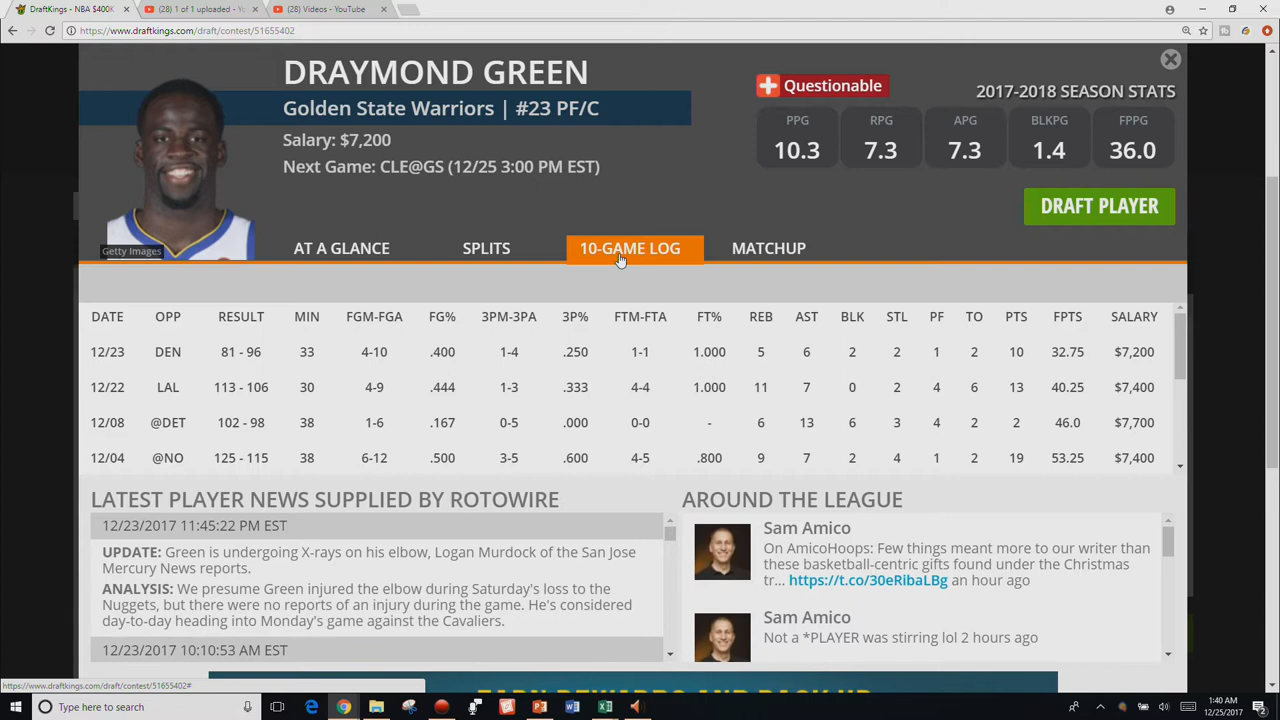 DraftKings - NBA $400K
(28) 1 of 1 uploaded - Yo
(28) Videos - YouTube
https://www.draftkings.com/draft/contest/51655402
DRAYMOND GREEN
Golden State Warriors | #23 PF/C
Salary: $7,200
Next Game: CLE@GS (12/25 3:00 PM EST)
Questionable
2017-2018 SEASON STATS
PPG RPG APG BLKPG FPPG
10.3 7.3 7.3 1.4 36.0
DRAFT PLAYER
Getty Images
AT A GLANCE SPLITS 10-GAME LOG MATCHUP
DATE OPP RESULT MIN FGM-FGA FG% 3PM-3PA 3P% FTM-FTA FT% REB AST BLK STL PF TO PTS FPTS SALARY
12/23 DEN 81 - 96 33 4-10 .400 1-4 .250 1-1 1.000 5 6 2 2 1 2 10 32.75 $7,200
12/22 LAL 113 - 106 30 4-9 .444 1-3 .333 4-4 1.000 11 7 0 2 4 6 13 40.25 $7,400
12/08 @DET 102 - 98 38 1-6 .167 0-5 .000 0-0 - 6 13 6 3 4 2 2 46.0 $7,700
12/04 @NO 125 - 115 38 6-12 .500 3-5 .600 4-5 .800 9 7 2 4 1 2 19 53.25 $7,400
LATEST PLAYER NEWS SUPPLIED BY ROTOWIRE
12/23/2017 11:45:22 PM EST
UPDATE: Green is undergoing X-rays on his elbow, Logan Murdock of the San Jose
Mercury News reports.
ANALYSIS: We presume Green injured the elbow during Saturday's loss to the
Nuggets, but there were no reports of an injury during the game. He's considered
day-to-day heading into Monday's game against the Cavaliers.
12/23/2017 10:10:53 AM EST
AROUND THE LEAGUE
Sam Amico
On AmicoHoops: Few things meant more to our writer than
these basketball-centric gifts found under the Christmas
tr... https://t.co/30eRibaLBg an hour ago
Sam Amico
Not a *PLAYER was stirring lol 2 hours ago
https://www.draftkings.com/draft/contest/51655402#
EARN REWARDS AND BACK UP
Type here to search
1:40 AM
12/25/2017